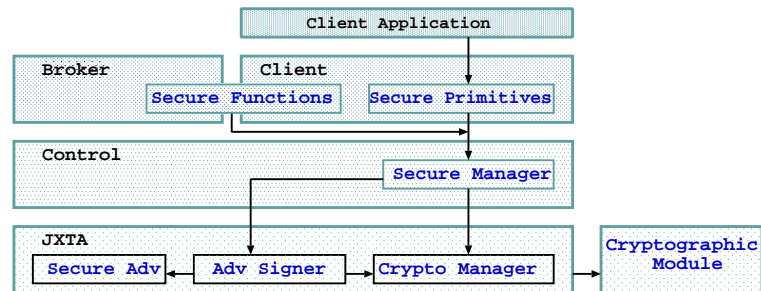 Client Application
Broker
Client
Secure Functions
Secure Primitives
Control
Secure Manager
JXTA
Secure Adv
Adv Signer
Crypto Manager
Cryptographic
Module